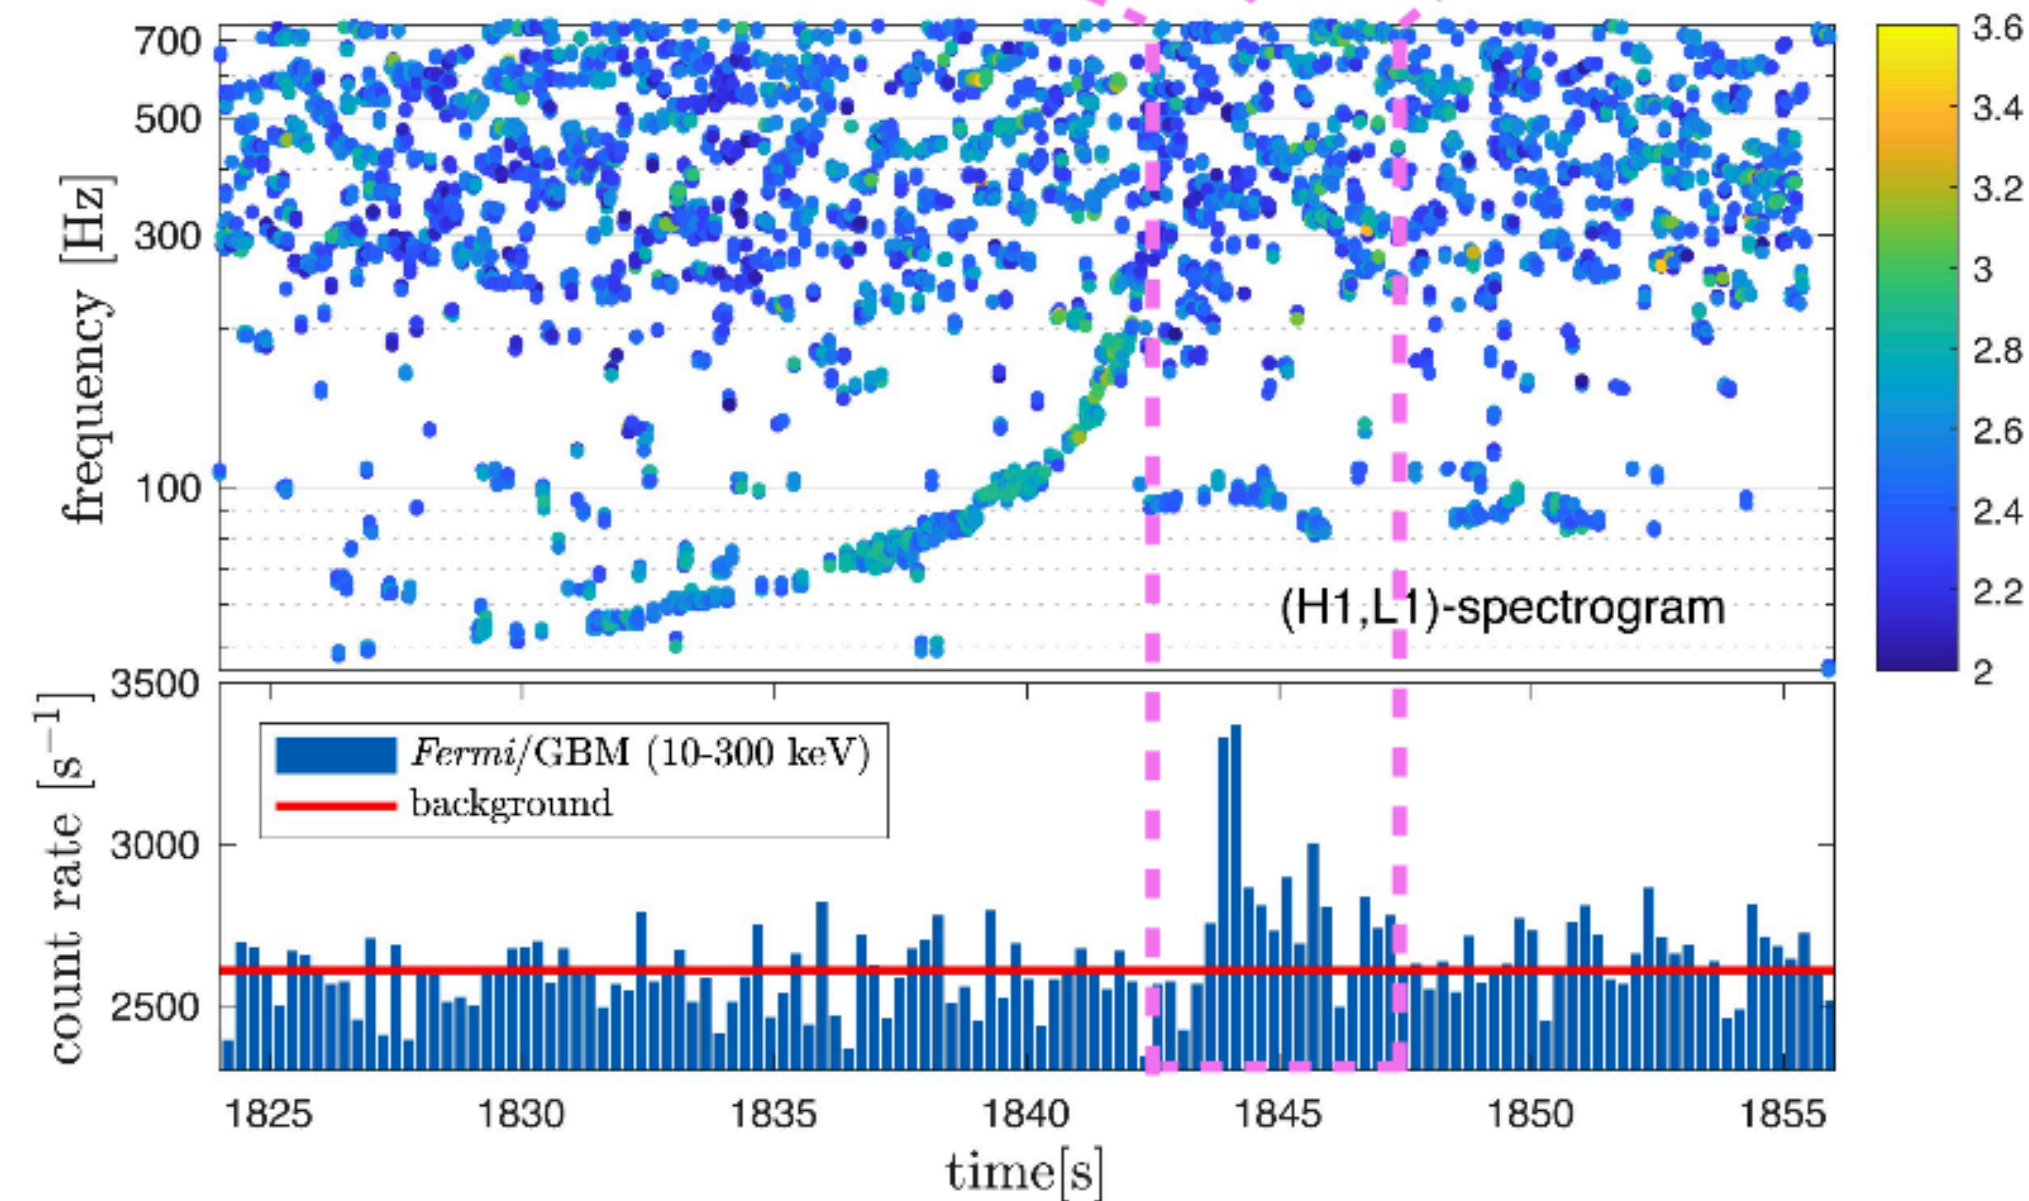 700
500
300
100
frequency [Hz]
(H1,L1)-spectrogram
3.6
3.4
3.2
3
2.8
2.6
2.4
2.2
2
3500
3000
2500
count rate [s⁻¹]
Fermi/GBM (10-300 keV)
background
1825 1830 1835 1840 1845 1850 1855
time[s]